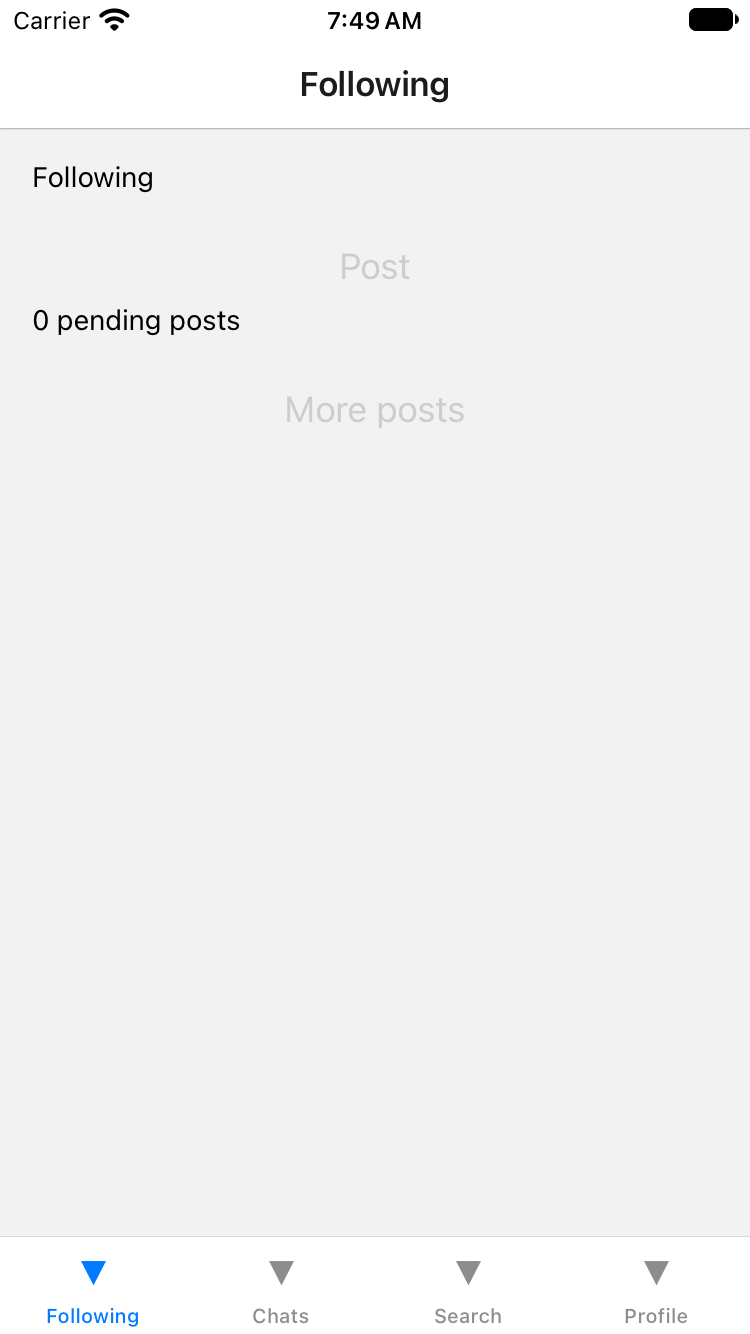 Carrier 7:49 AM
Following
Following
Post
0 pending posts
More posts
Following Chats Search Profile